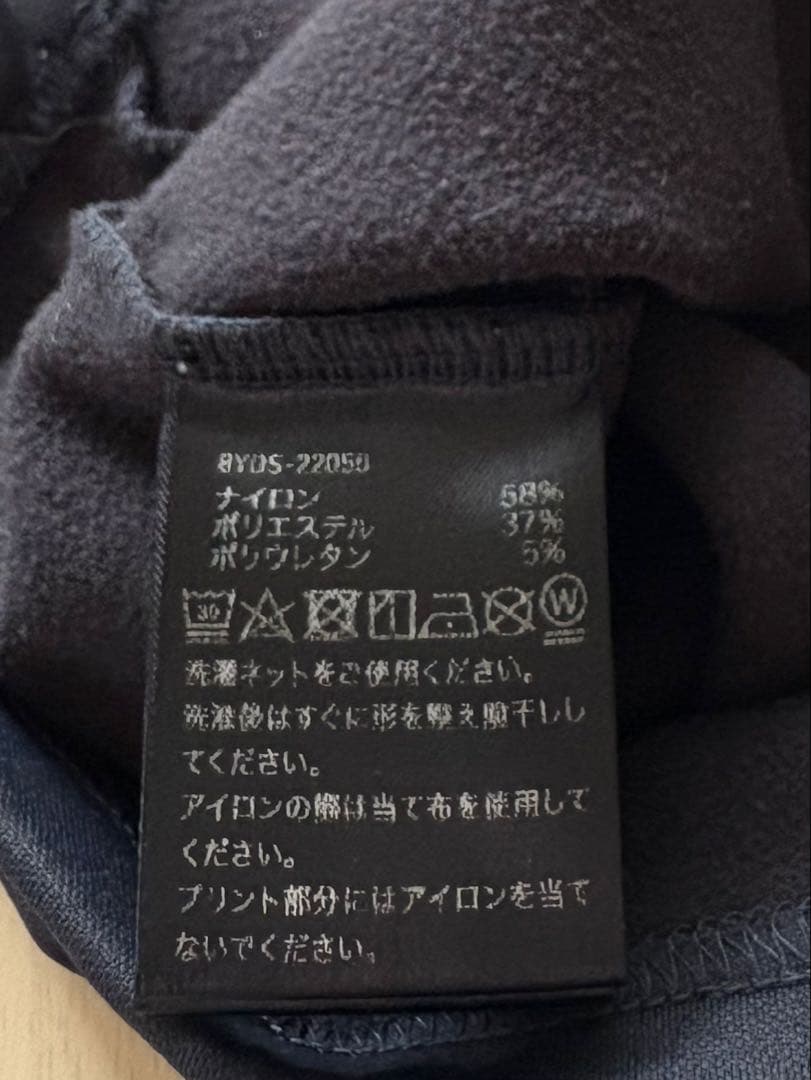 8YDS-22050
ナイロン 58%
ポリエステル 37%
ポリウレタン 5%
30 W
洗濯ネットをご使用ください。
洗濯後はすぐに形を整え陰干しし
てください。
アイロンの際は当て布を使用して
ください。
プリント部分にはアイロンを当て
ないでください。